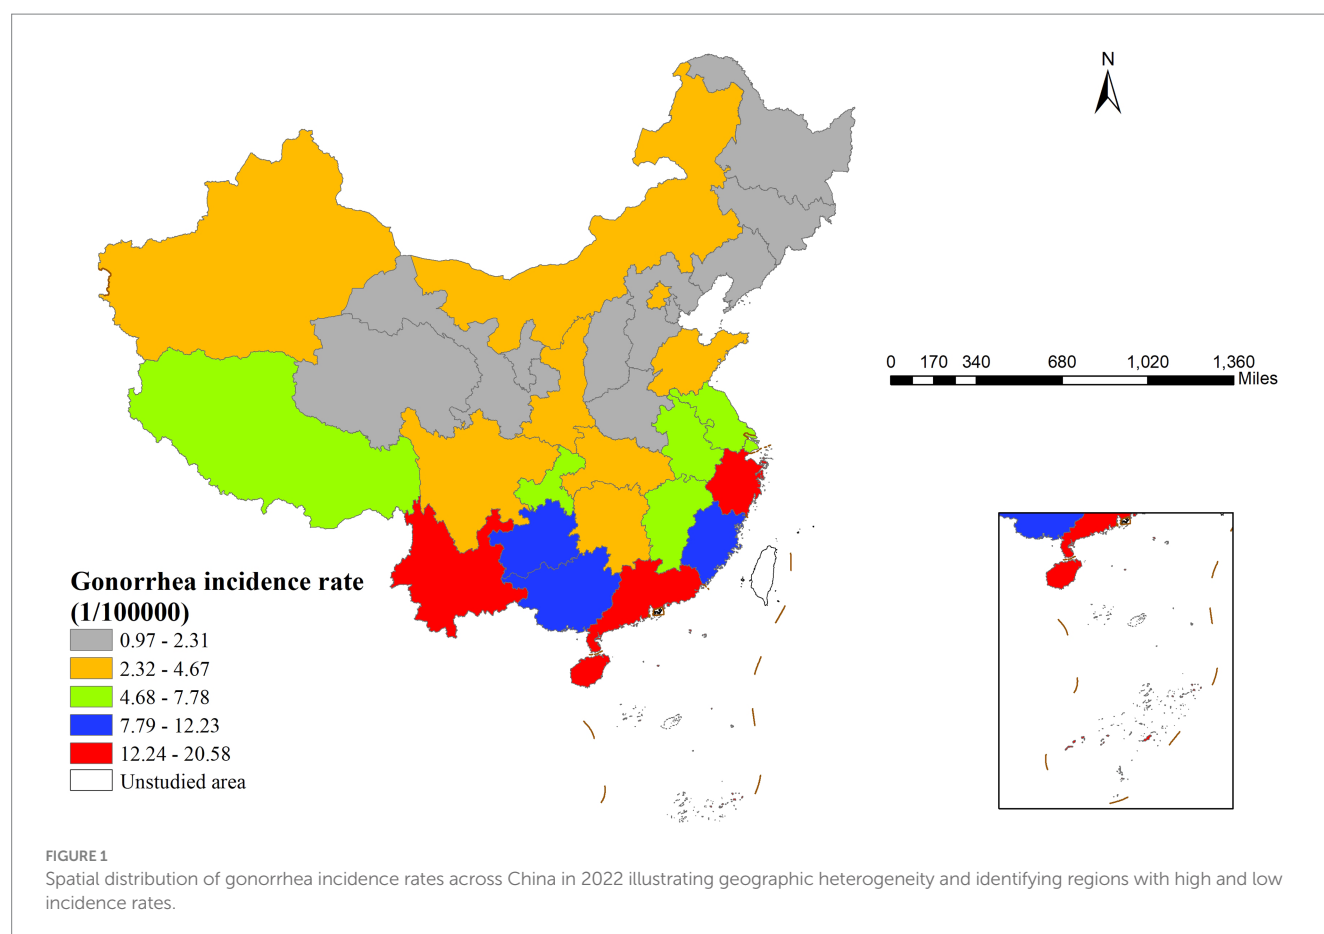 N
0 170 340 680 1,020 1,360
Miles
Gonorrhea incidence rate
(1/100000)
0.97 - 2.31
2.32 - 4.67
4.68 - 7.78
7.79 - 12.23
12.24 - 20.58
Unstudied area
FIGURE 1
Spatial distribution of gonorrhea incidence rates across China in 2022 illustrating geographic heterogeneity and identifying regions with high and low
incidence rates.